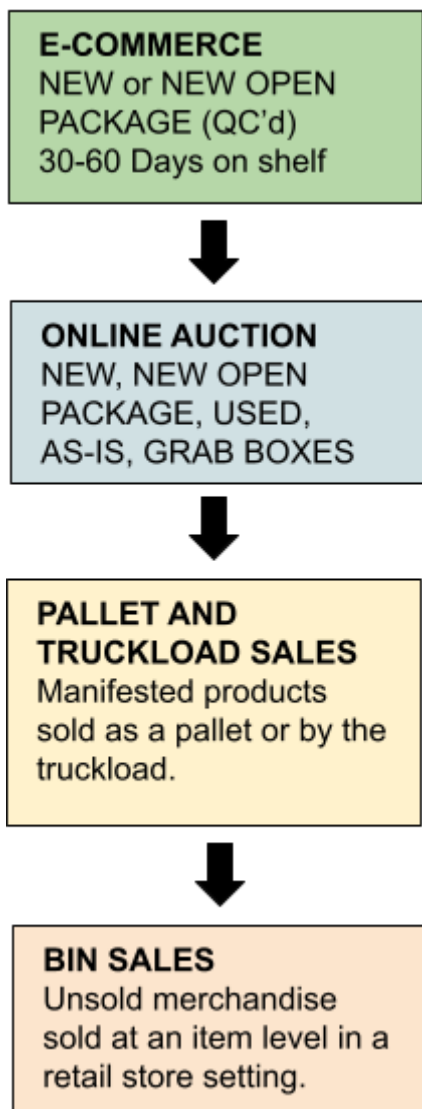 E-COMMERCE
NEW or NEW OPEN
PACKAGE (QC’d)
30-60 Days on shelf
ONLINE AUCTION
NEW, NEW OPEN
PACKAGE, USED,
AS-IS, GRAB BOXES
PALLET AND
TRUCKLOAD SALES
Manifested products
sold as a pallet or by the
truckload.
BIN SALES
Unsold merchandise
sold at an item level in a
retail store setting.